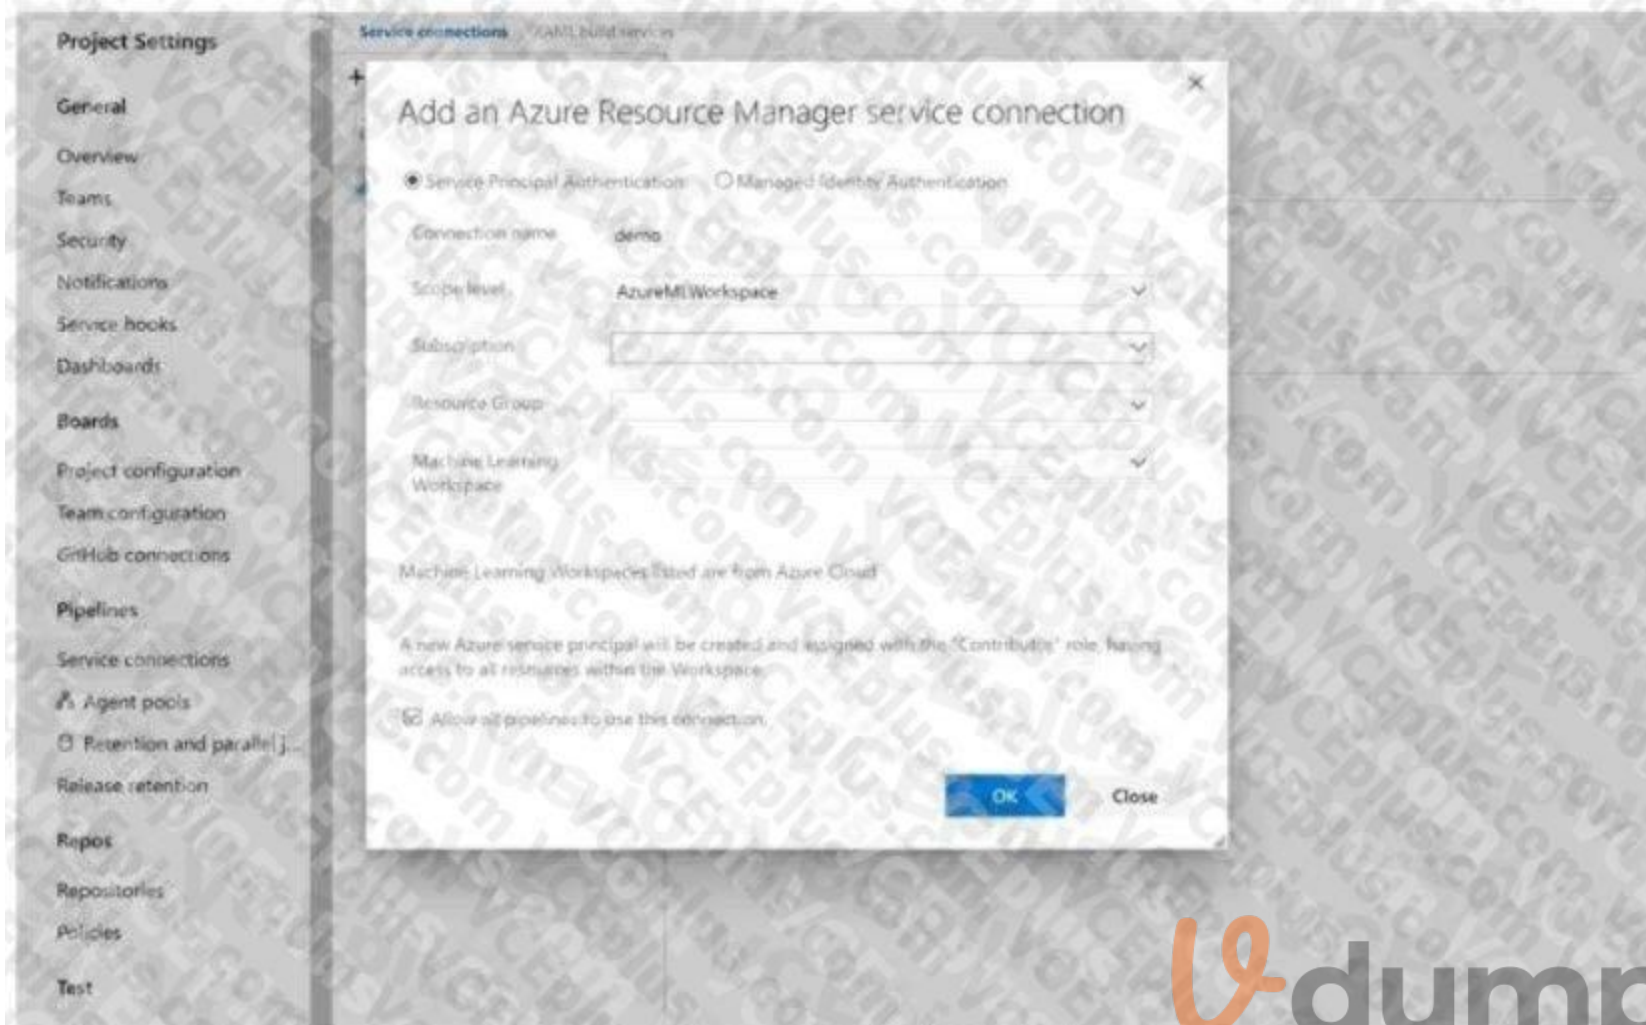 Project Settings
General
Overview
Teams
Security
Notifications
Service hooks
Dashboards
Boards
Project configuration
Team configuration
GitHub connections
Pipelines
Service connections
Agent pools
Retention and parallel j...
Release retention
Repos
Repositories
Policies
Test
Service connections XAML build services
+
Add an Azure Resource Manager service connection
Service Principal Authentication Managed Identity Authentication
Connection name demo
Scope level AzureMLWorkspace
Subscription
Resource Group
Machine Learning
Workspace
Machine Learning Workspaces listed are from Azure Cloud
A new Azure service principal will be created and assigned with the "Contributor" role, having
access to all resources within the Workspace.
Allow all pipelines to use this connection.
OK Close
VCEplus.com
dump